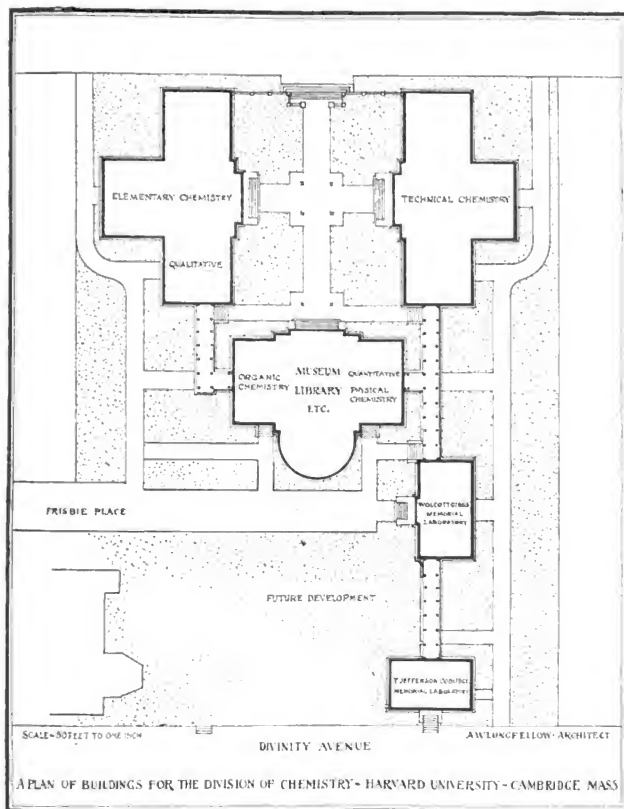 ELEMENTARY CHEMISTRY
TECHNICAL CHEMISTRY
QUALITATIVE
ORGANIC
CHEMISTRY
MUSEUM
LIBRARY
ETC.
QUANTITATIVE
PHYSICAL
CHEMISTRY
FRISBIE PLACE
WOLCOTT GIBBS
MEMORIAL
LABORATORY
FUTURE DEVELOPMENT
T JEFFERSON COOLIDGE
MEMORIAL LABORATORY
SCALE = 50 FEET TO ONE INCH
A.W. LONGFELLOW - ARCHITECT
DIVINITY AVENUE
A PLAN OF BUILDINGS FOR THE DIVISION OF CHEMISTRY - HARVARD UNIVERSITY - CAMBRIDGE MASS